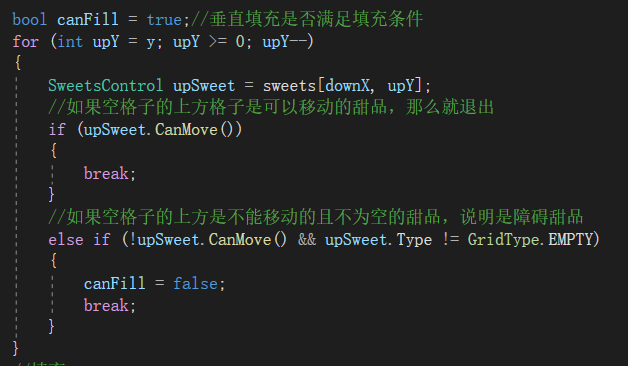 bool canFill = true;//垂直填充是否满足填充条件
for (int upY = y; upY >= 0; upY--)
{
SweetsControl upSweet = sweets[downX, upY];
//如果空格子的上方格子是可以移动的甜品，那么就退出
if (upSweet.CanMove())
{
break;
}
//如果空格子的上方是不能移动的且不为空的甜品，说明是障碍甜品
else if (!upSweet.CanMove() && upSweet.Type != GridType.EMPTY)
{
canFill = false;
break;
}
}